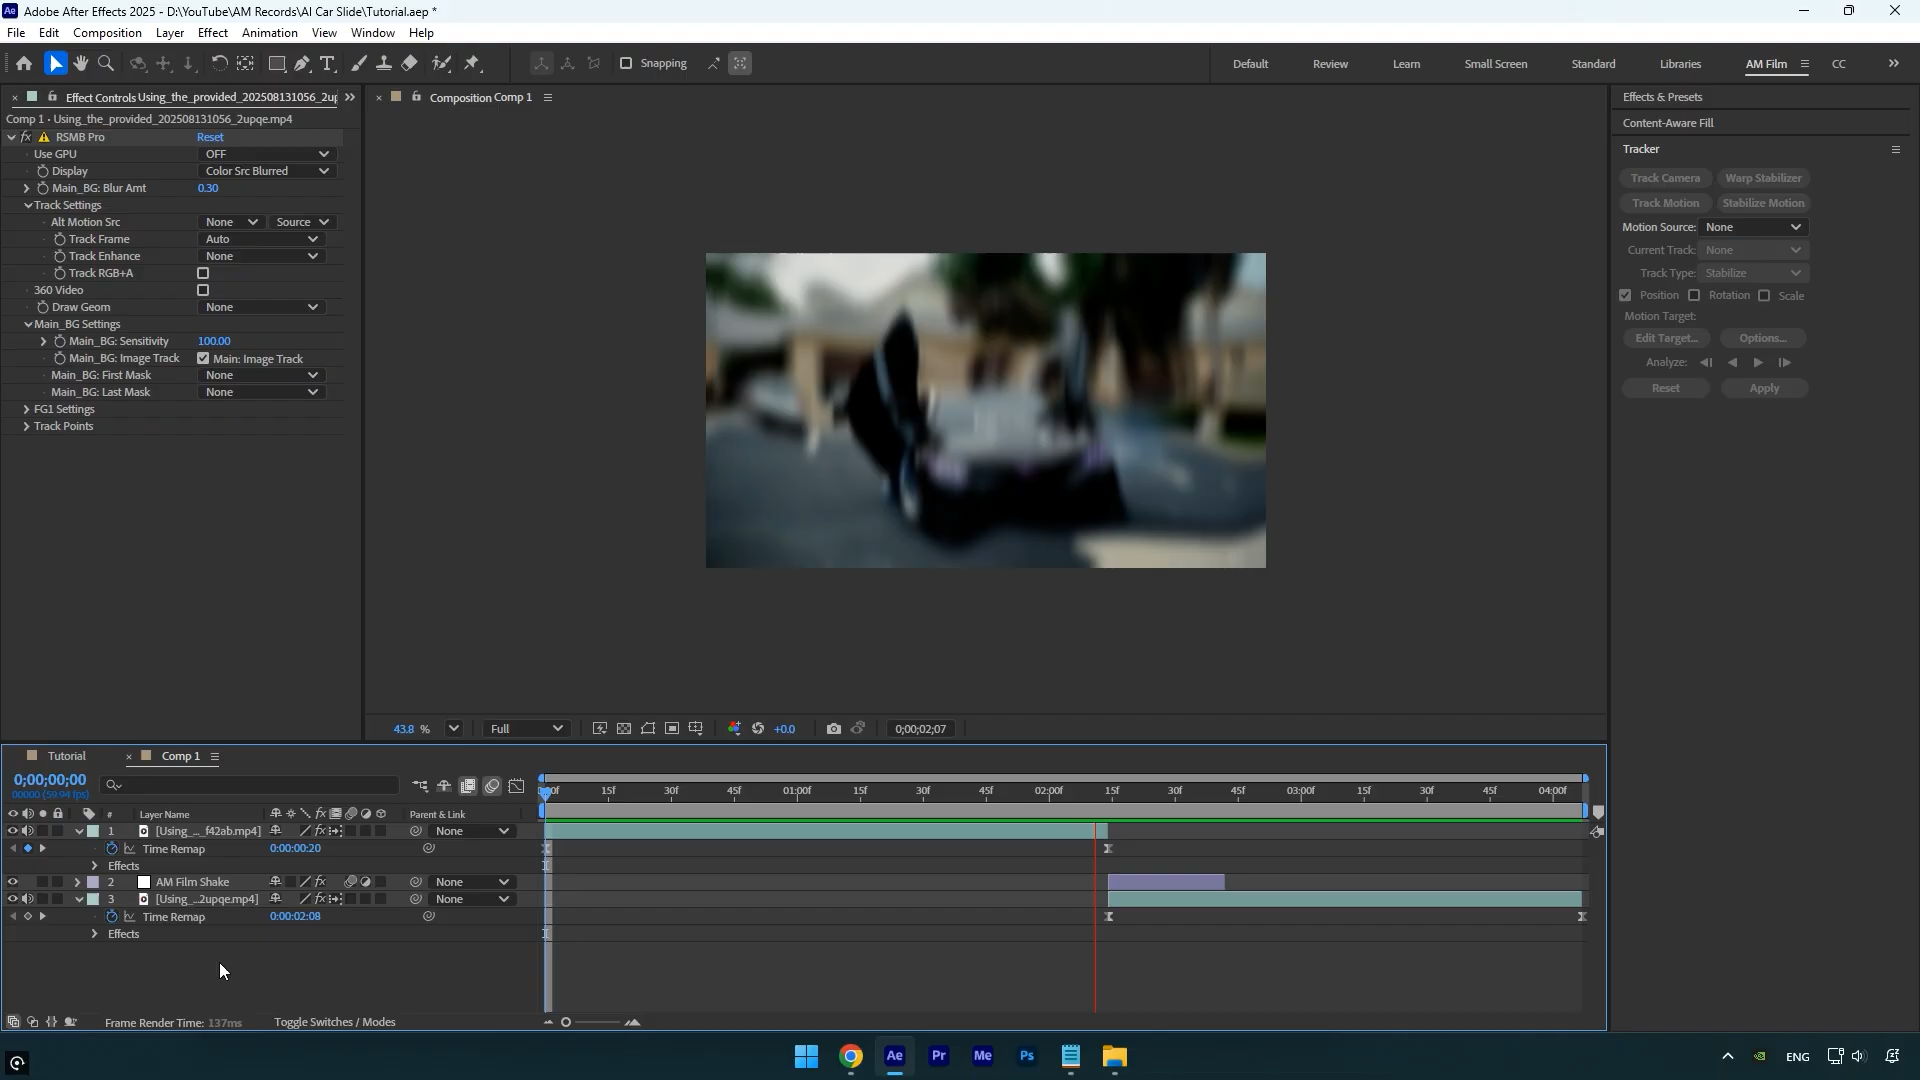 Adobe After Effects 2025 - D:\YouTube\AM Records\AI Car Slide\Tutorial.aep *
File Edit Composition Layer Effect Animation View Window Help
Snapping
Default Review Learn Small Screen Standard Libraries AM Film CC
Effect Controls Using_the_provided_202508131056_2up
Comp 1 · Using_the_provided_202508131056_2upqe.mp4
fx RSMB Pro Reset
Use GPU OFF
Display Color Src Blurred
Main_BG: Blur Amt 0.30
Track Settings
Alt Motion Src None Source
Track Frame Auto
Track Enhance None
Track RGB+A
360 Video
Draw Geom None
Main_BG Settings
Main_BG: Sensitivity 100.00
Main_BG: Image Track Main: Image Track
Main_BG: First Mask None
Main_BG: Last Mask None
FG1 Settings
Track Points
Composition Comp 1
43.8 % Full +0.0 0;00;02;07
Effects & Presets
Content-Aware Fill
Tracker
Track Camera Warp Stabilizer
Track Motion Stabilize Motion
Motion Source: None
Current Track: None
Track Type: Stabilize
Position Rotation Scale
Motion Target:
Edit Target... Options...
Analyze:
Reset Apply
Tutorial Comp 1
0;00;00;00
00000 (59.94 fps)
:00f 15f 30f 45f 01:00f 15f 30f 45f 02:00f 15f 30f 45f 03:00f 15f 30f 45f 04:00f
# Layer Name Parent & Link
1 [Using_..._f42ab.mp4] None
Time Remap 0:00:00:20
Effects
2 AM Film Shake None
3 [Using_...2upqe.mp4] None
Time Remap 0:00:02:08
Effects
Frame Render Time: 137ms Toggle Switches / Modes
Ae Pr Me Ps ENG